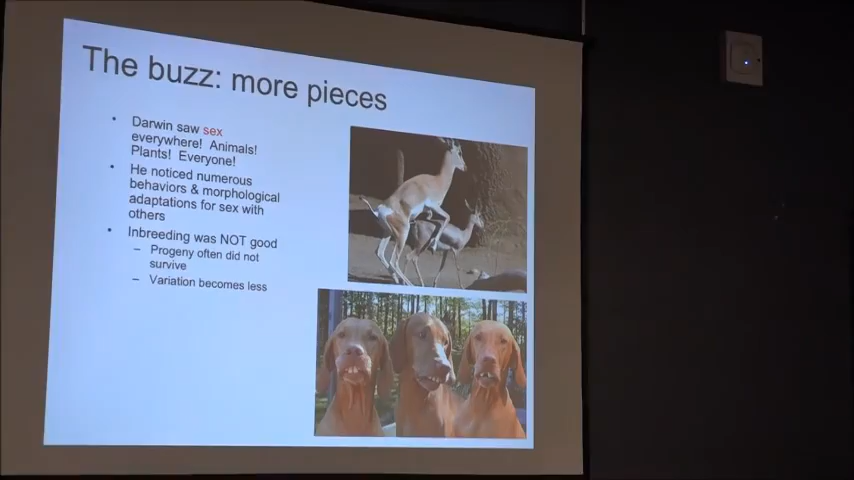 The buzz: more pieces
• Darwin saw sex
everywhere! Animals!
Plants! Everyone!
• He noticed numerous
behaviors & morphological
adaptations for sex with
others
• Inbreeding was NOT good
– Progeny often did not
survive
– Variation becomes less